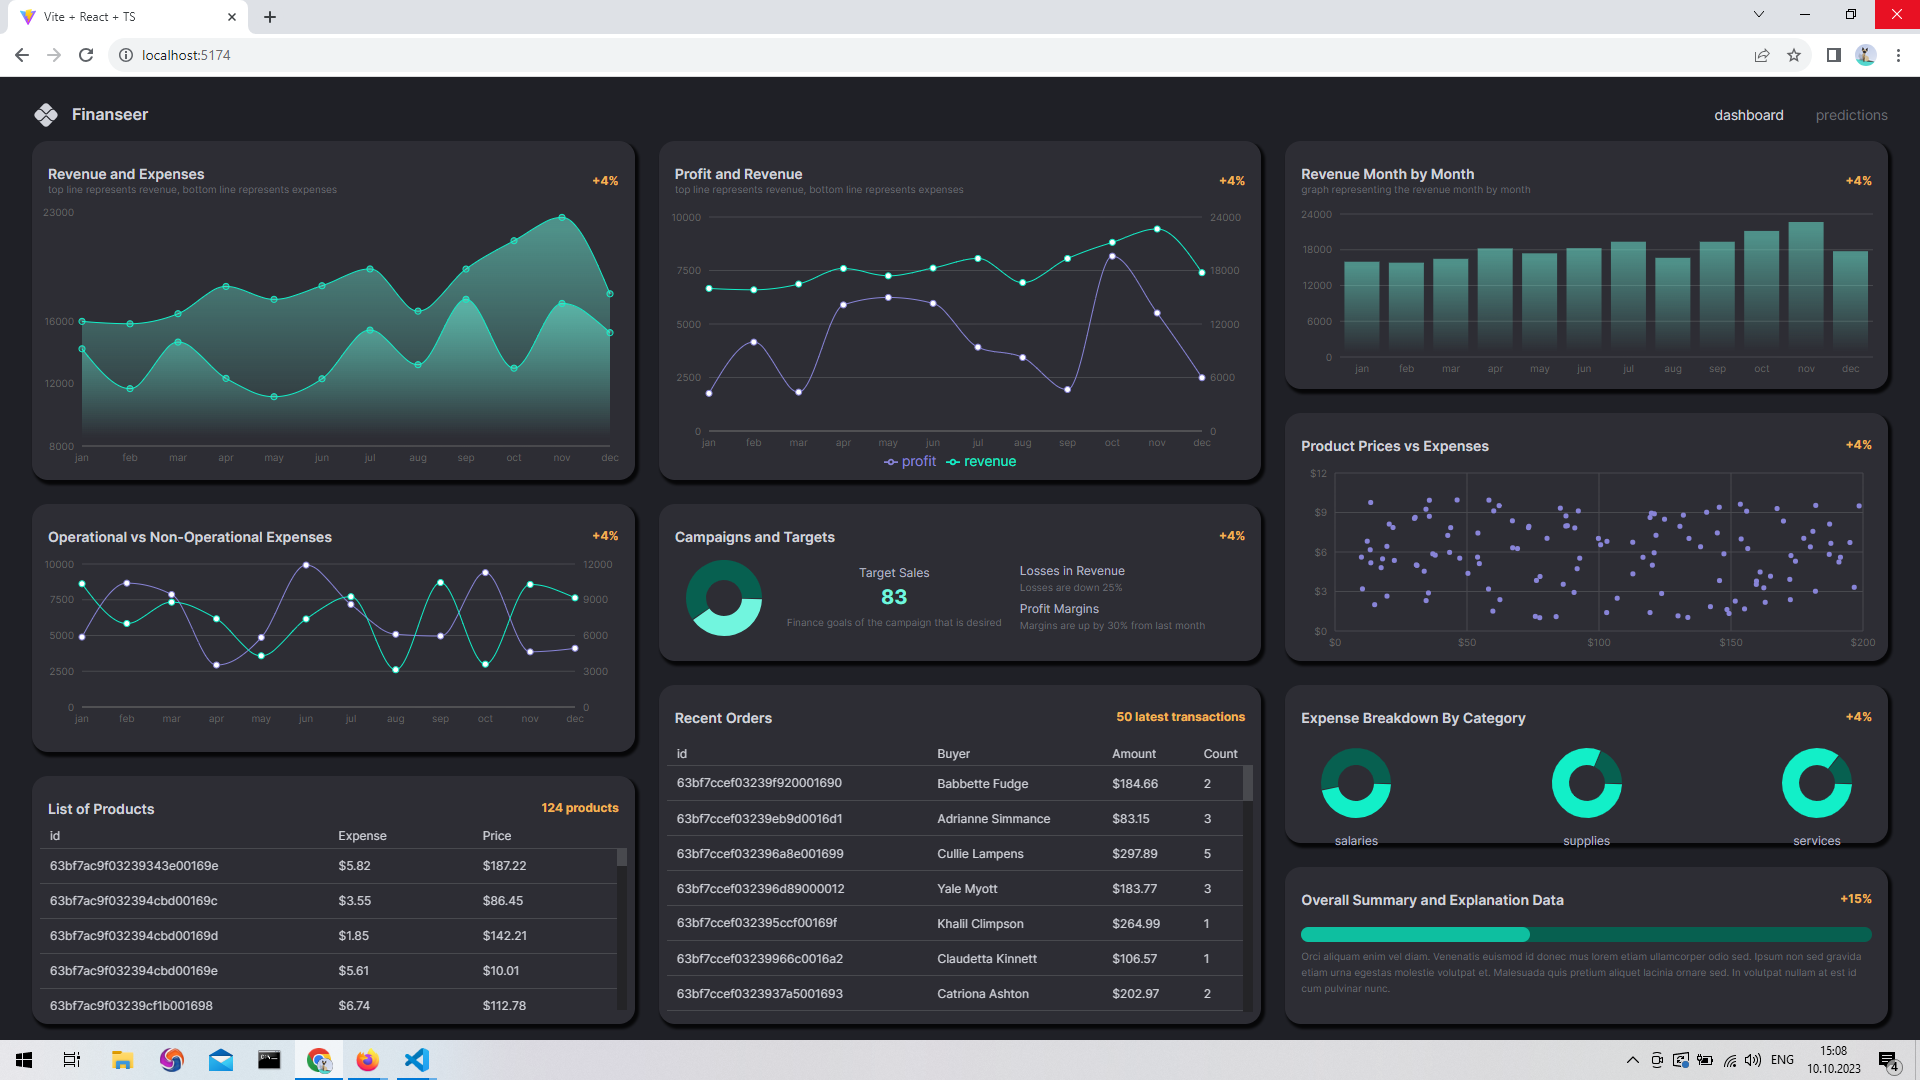 Vite + React + TS
localhost:5174
Finanseer
dashboard
predictions
Revenue and Expenses
top line represents revenue, bottom line represents expenses
+4%
23000
16000
12000
8000
jan feb mar apr may jun jul aug sep oct nov dec
Profit and Revenue
top line represents revenue, bottom line represents expenses
+4%
10000 24000
7500 18000
5000 12000
2500 6000
0 0
jan feb mar apr may jun jul aug sep oct nov dec
profit revenue
Revenue Month by Month
graph representing the revenue month by month
+4%
24000
18000
12000
6000
0
jan feb mar apr may jun jul aug sep oct nov dec
Operational vs Non-Operational Expenses
+4%
10000 12000
7500 9000
5000 6000
2500 3000
0 0
jan feb mar apr may jun jul aug sep oct nov dec
Campaigns and Targets
+4%
Target Sales
83
Finance goals of the campaign that is desired
Losses in Revenue
Losses are down 25%
Profit Margins
Margins are up by 30% from last month
Product Prices vs Expenses
+4%
$12
$9
$6
$3
$0
$0 $50 $100 $150 $200
List of Products
124 products
id Expense Price
63bf7ac9f03239343e00169e $5.82 $187.22
63bf7ac9f032394cbd00169c $3.55 $86.45
63bf7ac9f032394cbd00169d $1.85 $142.21
63bf7ac9f032394cbd00169e $5.61 $10.01
63bf7ac9f03239cf1b001698 $6.74 $112.78
Recent Orders
50 latest transactions
id Buyer Amount Count
63bf7ccef03239f920001690 Babbette Fudge $184.66 2
63bf7ccef03239eb9d0016d1 Adrianne Simmance $83.15 3
63bf7ccef032396a8e001699 Cullie Lampens $297.89 5
63bf7ccef032396d89000012 Yale Myott $183.77 3
63bf7ccef032395ccf00169f Khalil Climpson $264.99 1
63bf7ccef03239966c0016a2 Claudetta Kinnett $106.57 1
63bf7ccef0323937a5001693 Catriona Ashton $202.97 2
Expense Breakdown By Category
+4%
salaries supplies services
Overall Summary and Explanation Data
+15%
Orci aliquam enim vel diam. Venenatis euismod id donec mus lorem etiam ullamcorper odio sed. Ipsum non sed gravida
etiam urna egestas molestie volutpat et. Malesuada quis pretium aliquet lacinia ornare sed. In volutpat nullam at est id
cum pulvinar nunc.
ENG
15:08
10.10.2023
4